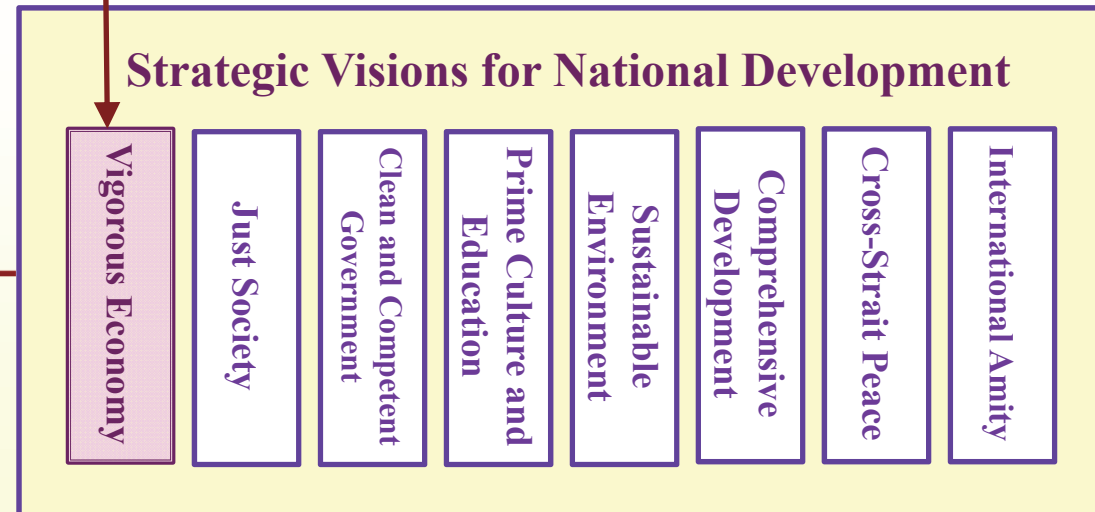 Strategic Visions for National Development
Vigorous Economy
Just Society
Clean and Competent
Government
Prime Culture and
Education
Sustainable
Environment
Comprehensive
Development
Cross-Strait Peace
International Amity